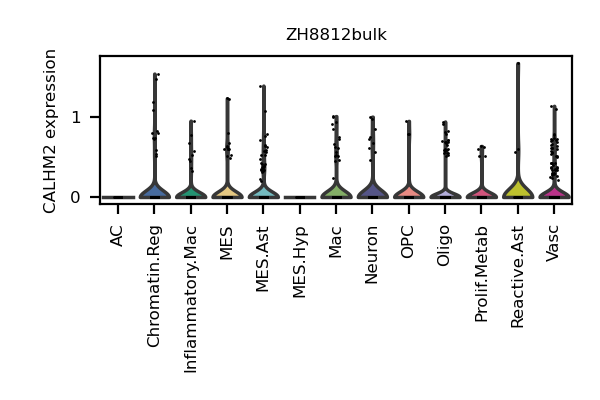 ZH8812bulk
CALHM2 expression
1
0
AC
Chromatin.Reg
Inflammatory.Mac
MES
MES.Ast
MES.Hyp
Mac
Neuron
OPC
Oligo
Prolif.Metab
Reactive.Ast
Vasc